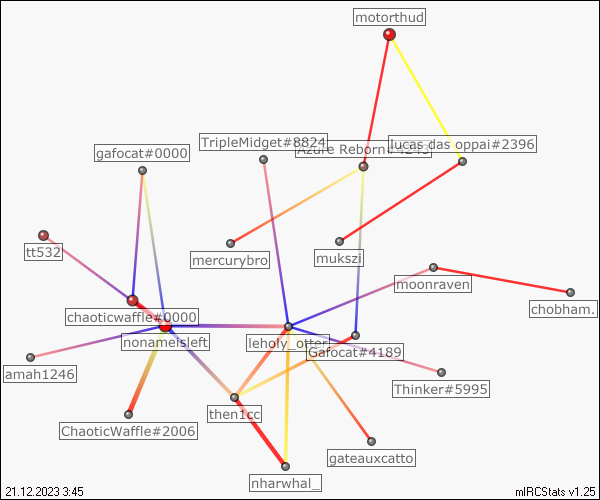 motorthud
TripleMidget#8824
Azure Reborn#4243
Lucas das oppai#2396
gafocat#0000
tt532
mercurybro
mukszi
moonraven
chobham.
chaoticwaffle#0000
nonameisleft
leholy_otter
Gafocat#4189
amah1246
Thinker#5995
then1cc
ChaoticWaffle#2006
gateauxcatto
nharwhal_
21.12.2023 3:45
mIRCStats v1.25